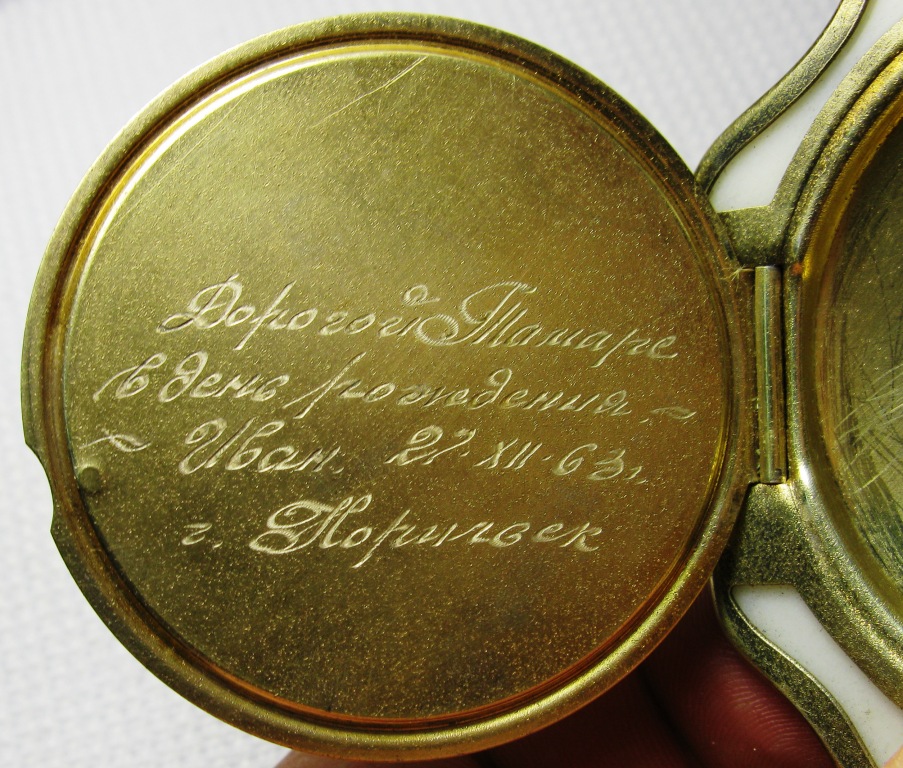 Дорогой Тамаре
в день рождения ~
~ Иван. 27. XII. 63г.
г. Норильск